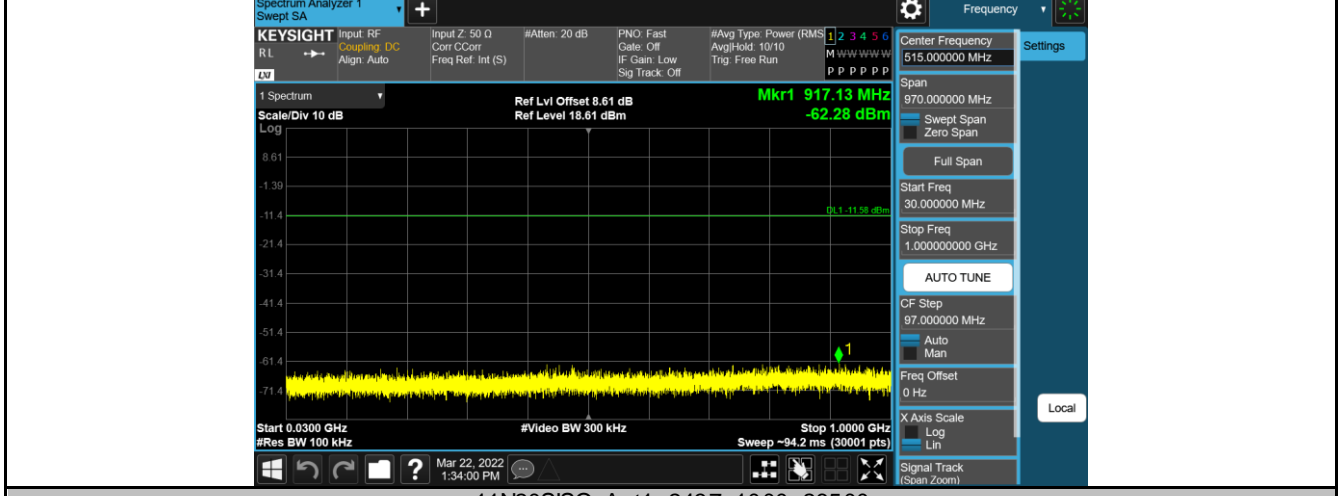 Spectrum Analyzer 1
Swept SA
Frequency
KEYSIGHT
R L
LXI
Input: RF
Coupling: DC
Align: Auto
Input Z: 50 Ω
Corr CCorr
Freq Ref: Int (S)
#Atten: 20 dB
PNO: Fast
Gate: Off
IF Gain: Low
Sig Track: Off
#Avg Type: Power (RMS
Avg|Hold: 10/10
Trig: Free Run
1 2 3 4 5 6
M W W W W W
P P P P P P
1 Spectrum
Scale/Div 10 dB
Log
Ref Lvl Offset 8.61 dB
Ref Level 18.61 dBm
Mkr1 917.13 MHz
-62.28 dBm
8.61
-1.39
-11.4
DL1 -11.58 dBm
-21.4
-31.4
-41.4
-51.4
1
-61.4
-71.4
Start 0.0300 GHz
#Res BW 100 kHz
#Video BW 300 kHz
Stop 1.0000 GHz
Sweep ~94.2 ms (30001 pts)
?
Mar 22, 2022
1:34:00 PM
Center Frequency
515.000000 MHz
Settings
Span
970.000000 MHz
Swept Span
Zero Span
Full Span
Start Freq
30.000000 MHz
Stop Freq
1.000000000 GHz
AUTO TUNE
CF Step
97.000000 MHz
Auto
Man
Freq Offset
0 Hz
X Axis Scale
Log
Lin
Local
Signal Track
(Span Zoom)